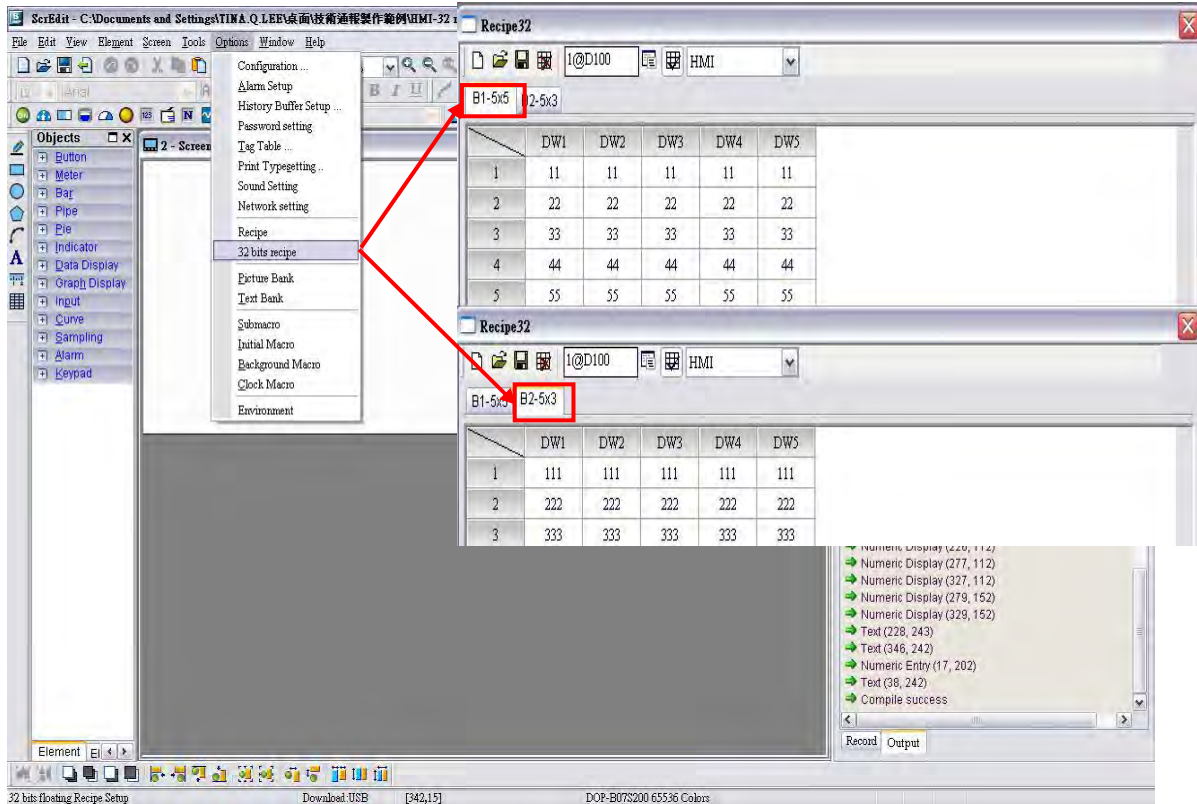 ScrEdit - C:\Documents and Settings\TINA.Q.LEE\桌面\技術通報製作範例\HMI-32
File Edit View Element Screen Tools Options Window Help
Arial
B I U
Objects
Button
Meter
Bar
Pipe
Pie
Indicator
Data Display
Graph Display
Input
Curve
Sampling
Alarm
Keypad
Element
2 - Screen
Configuration ...
Alarm Setup
History Buffer Setup ...
Password setting
Tag Table ...
Print Typesetting ..
Sound Setting
Network setting
Recipe
32 bits recipe
Picture Bank
Text Bank
Submacro
Initial Macro
Background Macro
Clock Macro
Environment
Recipe32
1@D100 HMI
B1-5x5 B2-5x3
DW1 DW2 DW3 DW4 DW5
1 11 11 11 11 11
2 22 22 22 22 22
3 33 33 33 33 33
4 44 44 44 44 44
5 55 55 55 55 55
Recipe32
1@D100 HMI
B1-5x5 B2-5x3
DW1 DW2 DW3 DW4 DW5
1 111 111 111 111 111
2 222 222 222 222 222
3 333 333 333 333 333
Numeric Display (226, 112)
Numeric Display (277, 112)
Numeric Display (327, 112)
Numeric Display (279, 152)
Numeric Display (329, 152)
Text (228, 243)
Text (346, 242)
Numeric Entry (17, 202)
Text (38, 242)
Compile success
Record Output
32 bits floating Recipe Setup Download:USB [342,15] DOP-B07S200 65536 Colors